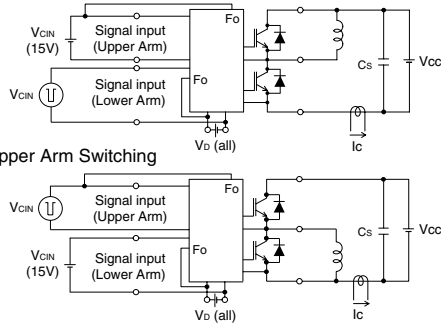 Fo
VCIN
(15V)
Signal input
(Upper Arm)
Fo
VCIN
Signal input
(Lower Arm)
VD (all)
CS
VCC
IC
pper Arm Switching
Fo
VCIN
Signal input
(Upper Arm)
Fo
VCIN
(15V)
Signal input
(Lower Arm)
VD (all)
CS
VCC
IC